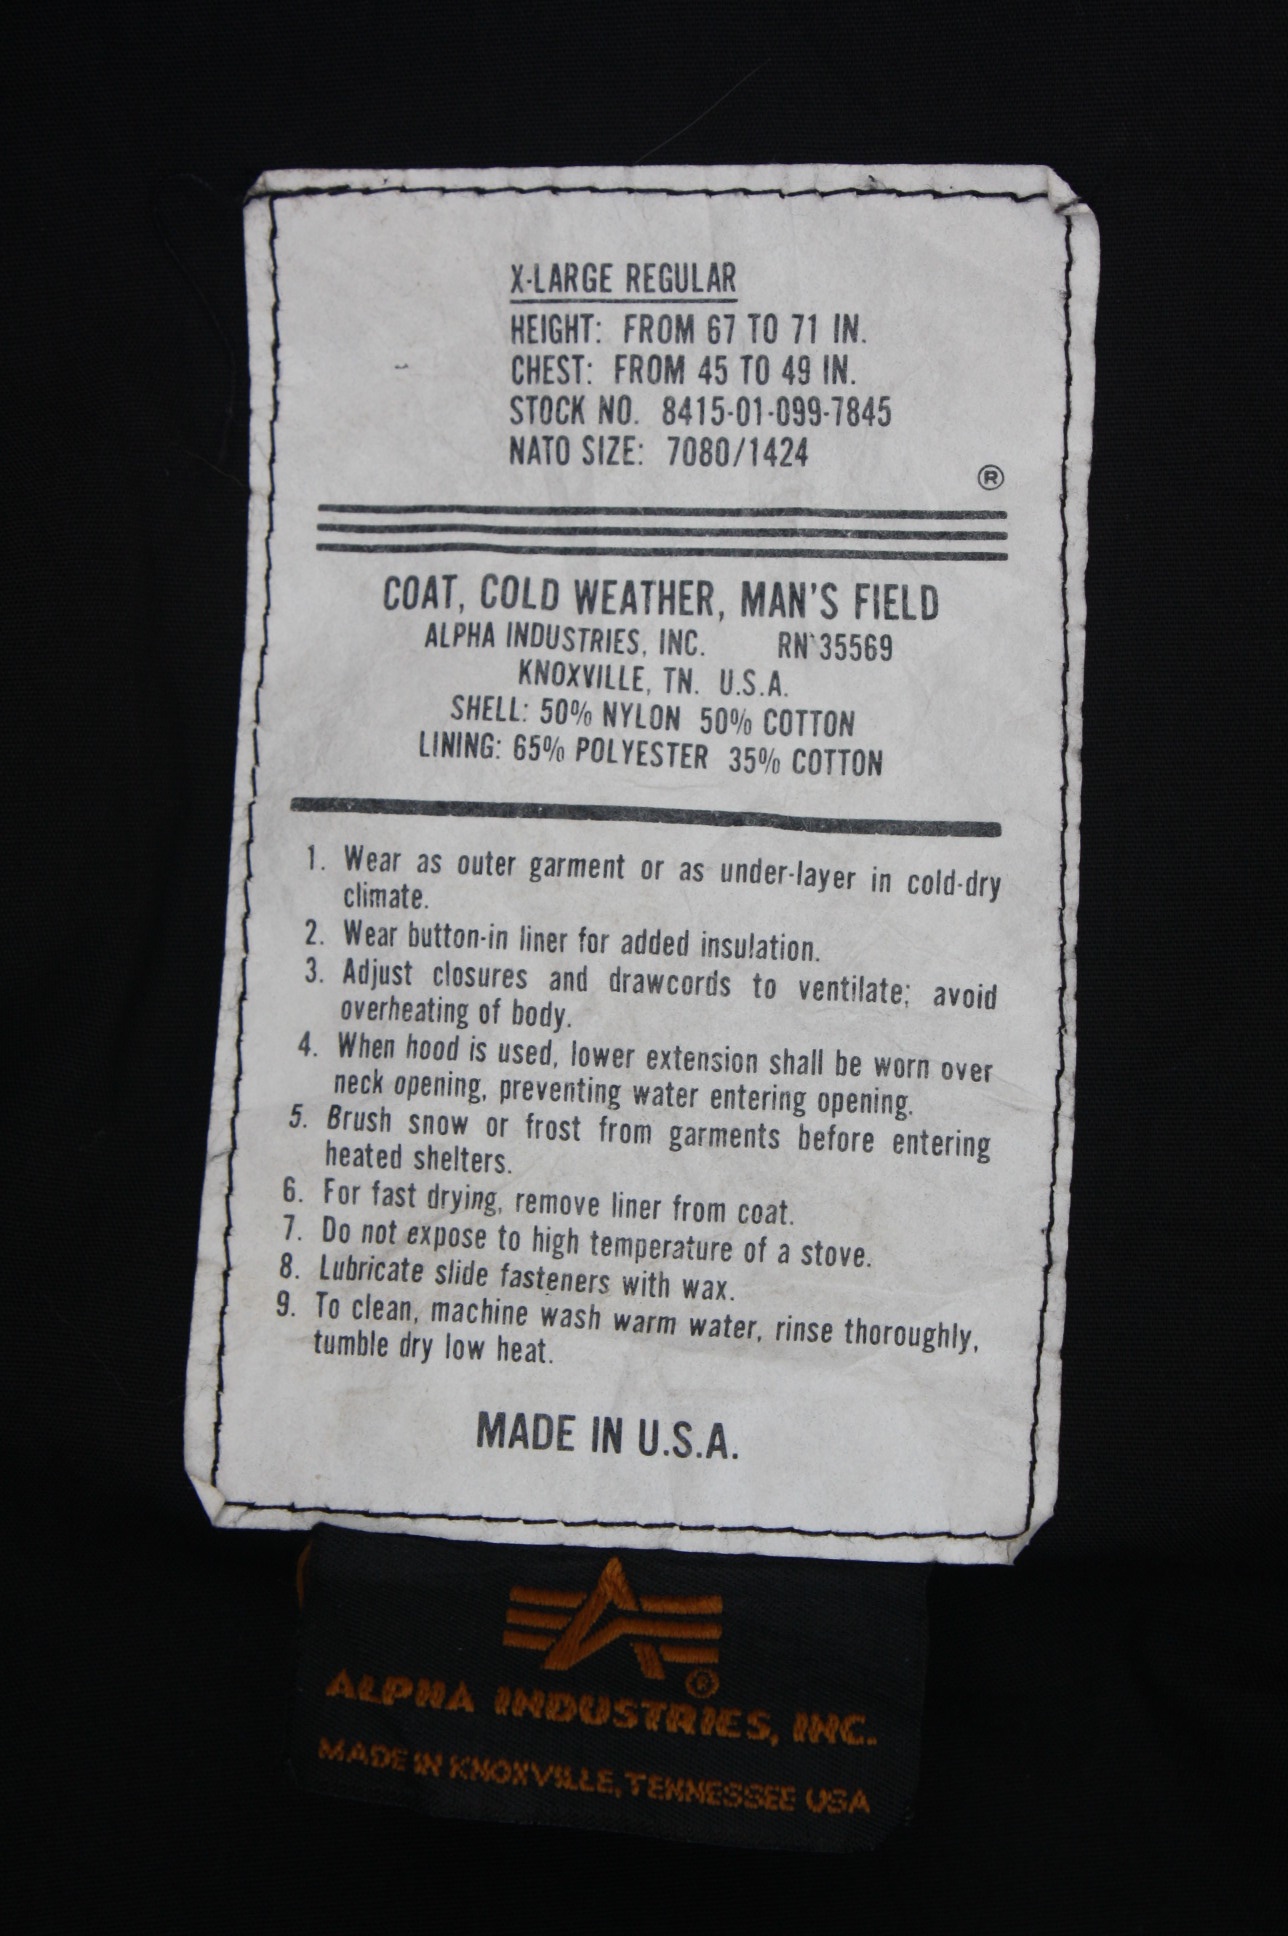 X-LARGE REGULAR
HEIGHT: FROM 67 TO 71 IN.
CHEST: FROM 45 TO 49 IN.
STOCK NO. 8415-01-099-7845
NATO SIZE: 7080/1424
®
COAT, COLD WEATHER, MAN'S FIELD
ALPHA INDUSTRIES, INC. RN 35569
KNOXVILLE, TN. U.S.A.
SHELL: 50% NYLON 50% COTTON
LINING: 65% POLYESTER 35% COTTON
1. Wear as outer garment or as under-layer in cold-dry
climate.
2. Wear button-in liner for added insulation.
3. Adjust closures and drawcords to ventilate; avoid
overheating of body.
4. When hood is used, lower extension shall be worn over
neck opening, preventing water entering opening.
5. Brush snow or frost from garments before entering
heated shelters.
6. For fast drying, remove liner from coat.
7. Do not expose to high temperature of a stove.
8. Lubricate slide fasteners with wax.
9. To clean, machine wash warm water, rinse thoroughly,
tumble dry low heat.
MADE IN U.S.A.
®
ALPHA INDUSTRIES, INC.
MADE IN KNOXVILLE, TENNESSEE USA